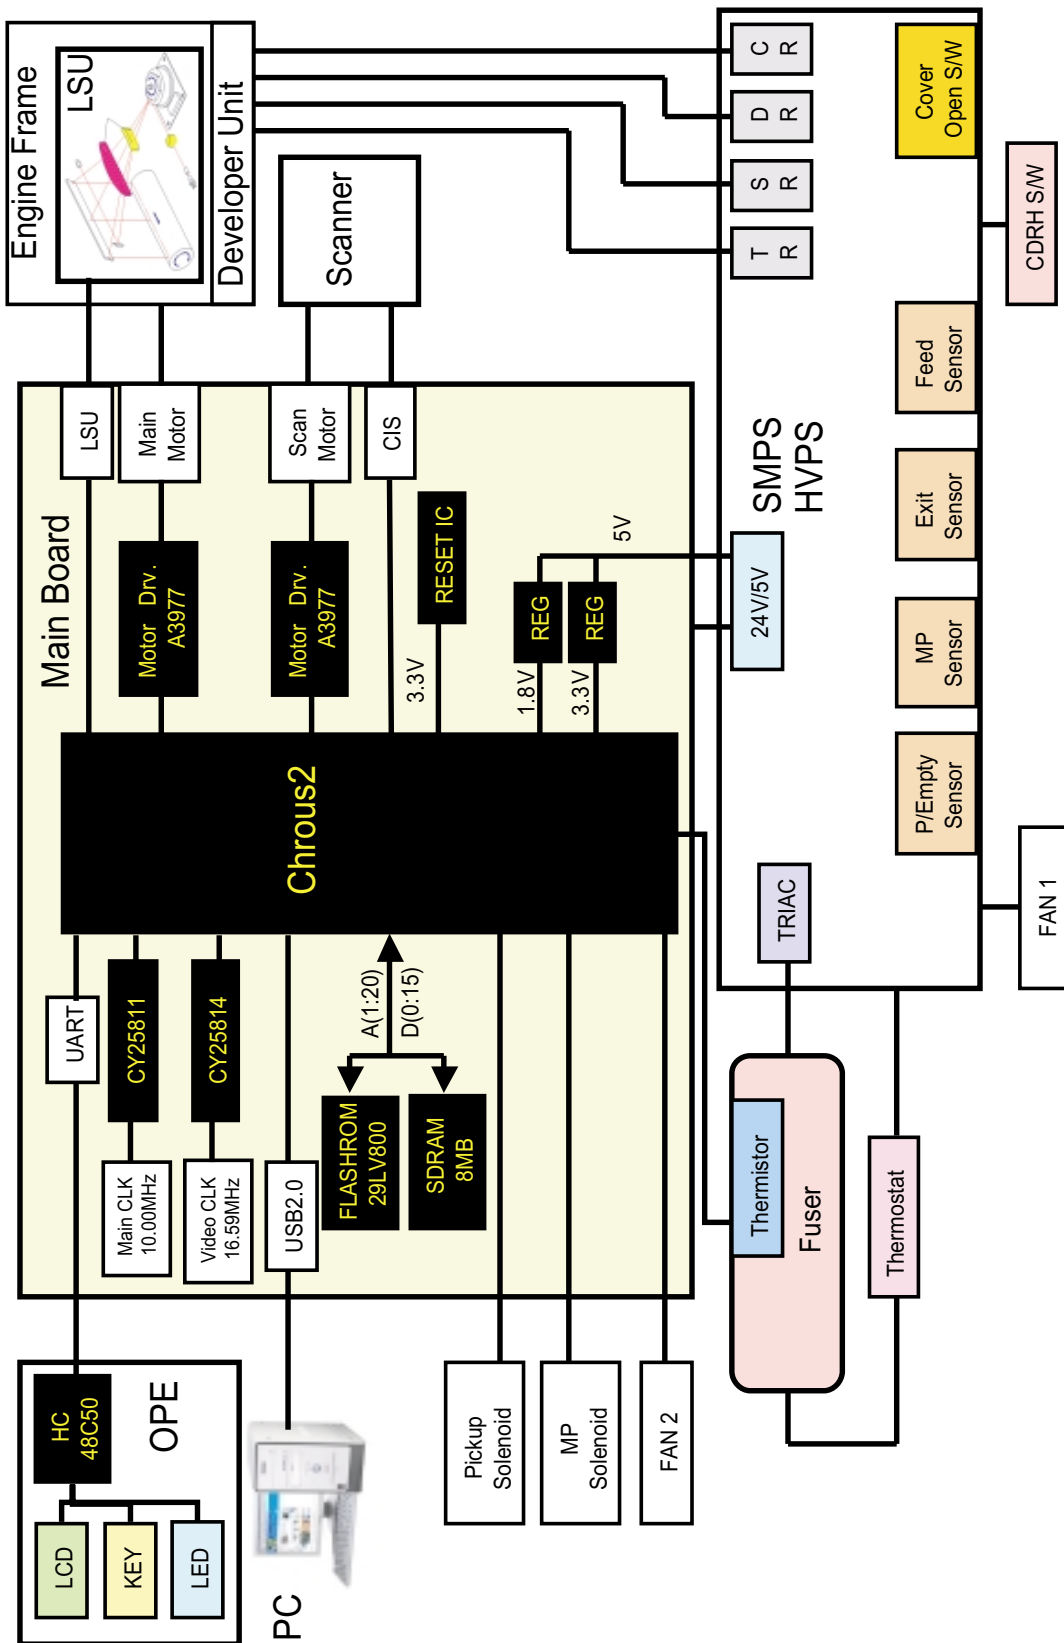 OPE
LCD
KEY
LED
HC
48C50
PC
Main Board
UART
Main CLK
10.00MHz
CY25811
Video CLK
16.59MHz
CY25814
USB2.0
FLASHROM
29LV800
SDRAM
8MB
A(1:20)
D(0:15)
Chrous2
Motor Drv.
A3977
Motor Drv.
A3977
LSU
Main
Motor
Scan
Motor
CIS
3.3V
RESET IC
1.8V
REG
3.3V
REG
5V
Engine Frame
LSU
Developer Unit
Scanner
Pickup
Solenoid
MP
Solenoid
FAN 2
Thermistor
Fuser
Thermostat
TRIAC
24V/5V
SMPS
HVPS
T
R
S
R
D
R
C
R
P/Empty
Sensor
MP
Sensor
Exit
Sensor
Feed
Sensor
Cover
Open S/W
FAN 1
CDRH S/W